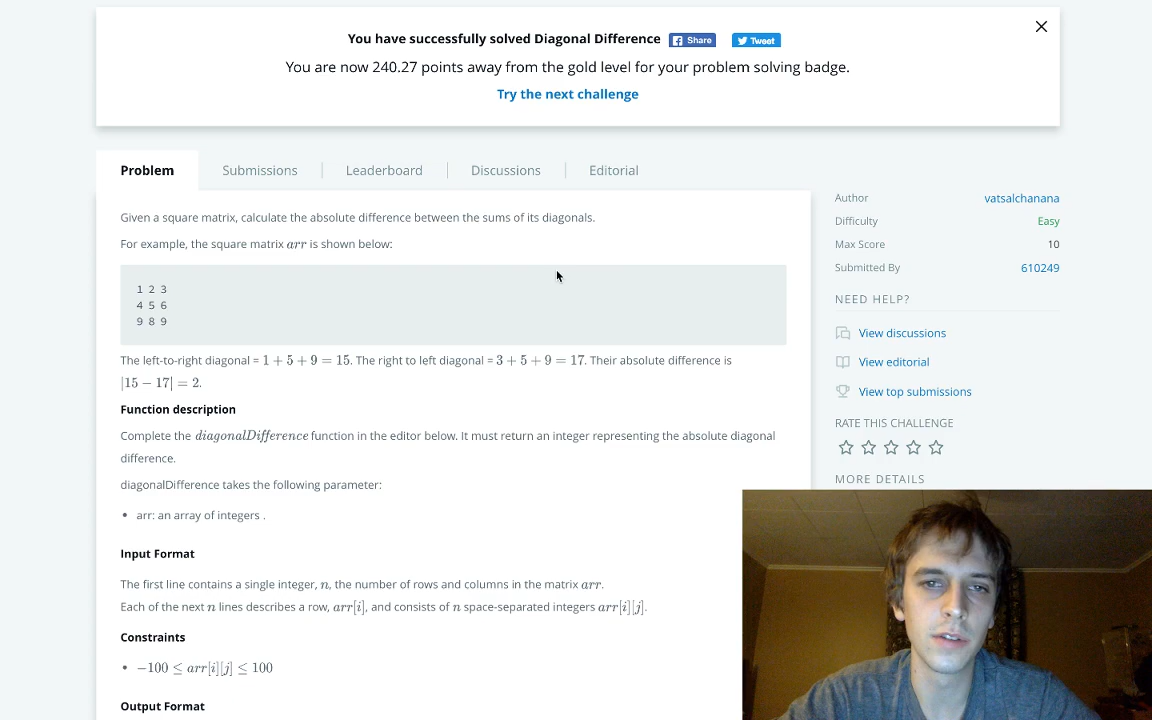 You have successfully solved Diagonal Difference Share Tweet
You are now 240.27 points away from the gold level for your problem solving badge.
Try the next challenge
Problem Submissions Leaderboard Discussions Editorial
Given a square matrix, calculate the absolute difference between the sums of its diagonals.
For example, the square matrix arr is shown below:
1 2 3
4 5 6
9 8 9
The left-to-right diagonal = 1 + 5 + 9 = 15. The right to left diagonal = 3 + 5 + 9 = 17. Their absolute difference is
|15 − 17| = 2.
Function description
Complete the diagonalDifference function in the editor below. It must return an integer representing the absolute diagonal
difference.
diagonalDifference takes the following parameter:
• arr: an array of integers .
Input Format
The first line contains a single integer, n, the number of rows and columns in the matrix arr.
Each of the next n lines describes a row, arr[i], and consists of n space-separated integers arr[i][j].
Constraints
• −100 ≤ arr[i][j] ≤ 100
Output Format
Author vatsalchanana
Difficulty Easy
Max Score 10
Submitted By 610249
NEED HELP?
View discussions
View editorial
View top submissions
RATE THIS CHALLENGE
MORE DETAILS